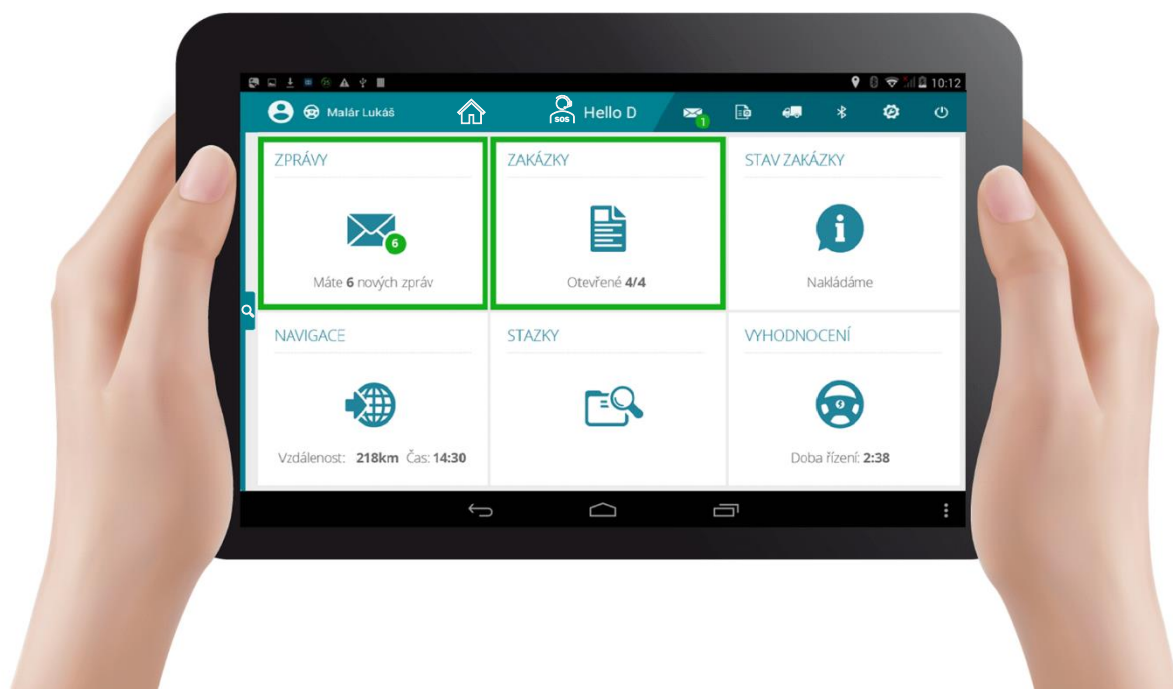 10:12
Malár Lukáš
SOS
Hello D
1
ZPRÁVY
6
Máte 6 nových zpráv
ZAKÁZKY
Otevřené 4/4
STAV ZAKÁZKY
i
Nakládáme
NAVIGACE
Vzdálenost: 218km Čas: 14:30
STAZKY
VYHODNOCENÍ
Doba řízení: 2:38